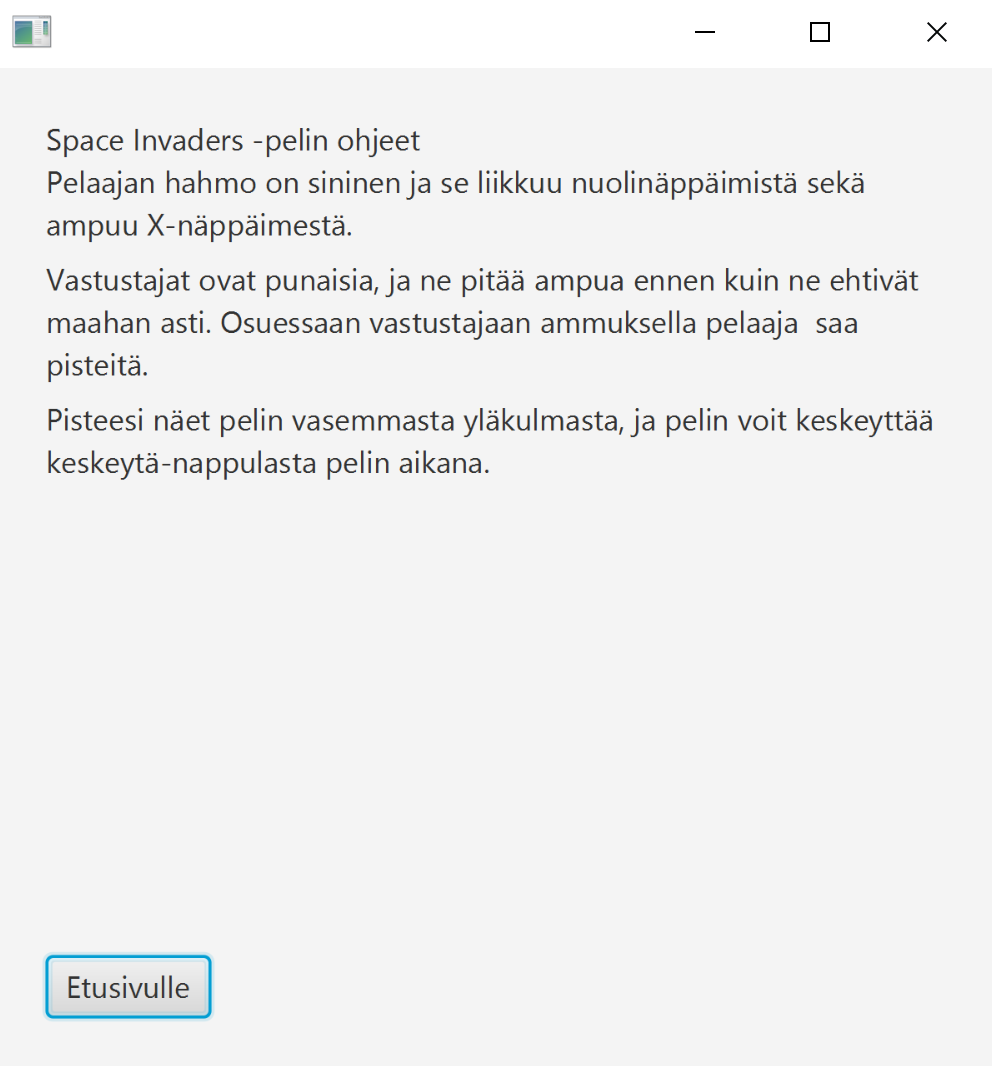 Space Invaders -pelin ohjeet
Pelaajan hahmo on sininen ja se liikkuu nuolinäppäimistä sekä
ampuu X-näppäimestä.
Vastustajat ovat punaisia, ja ne pitää ampua ennen kuin ne ehtivät
maahan asti. Osuessaan vastustajaan ammuksella pelaaja  saa
pisteitä.
Pisteesi näet pelin vasemmasta yläkulmasta, ja pelin voit keskeyttää
keskeytä-nappulasta pelin aikana.
Etusivulle